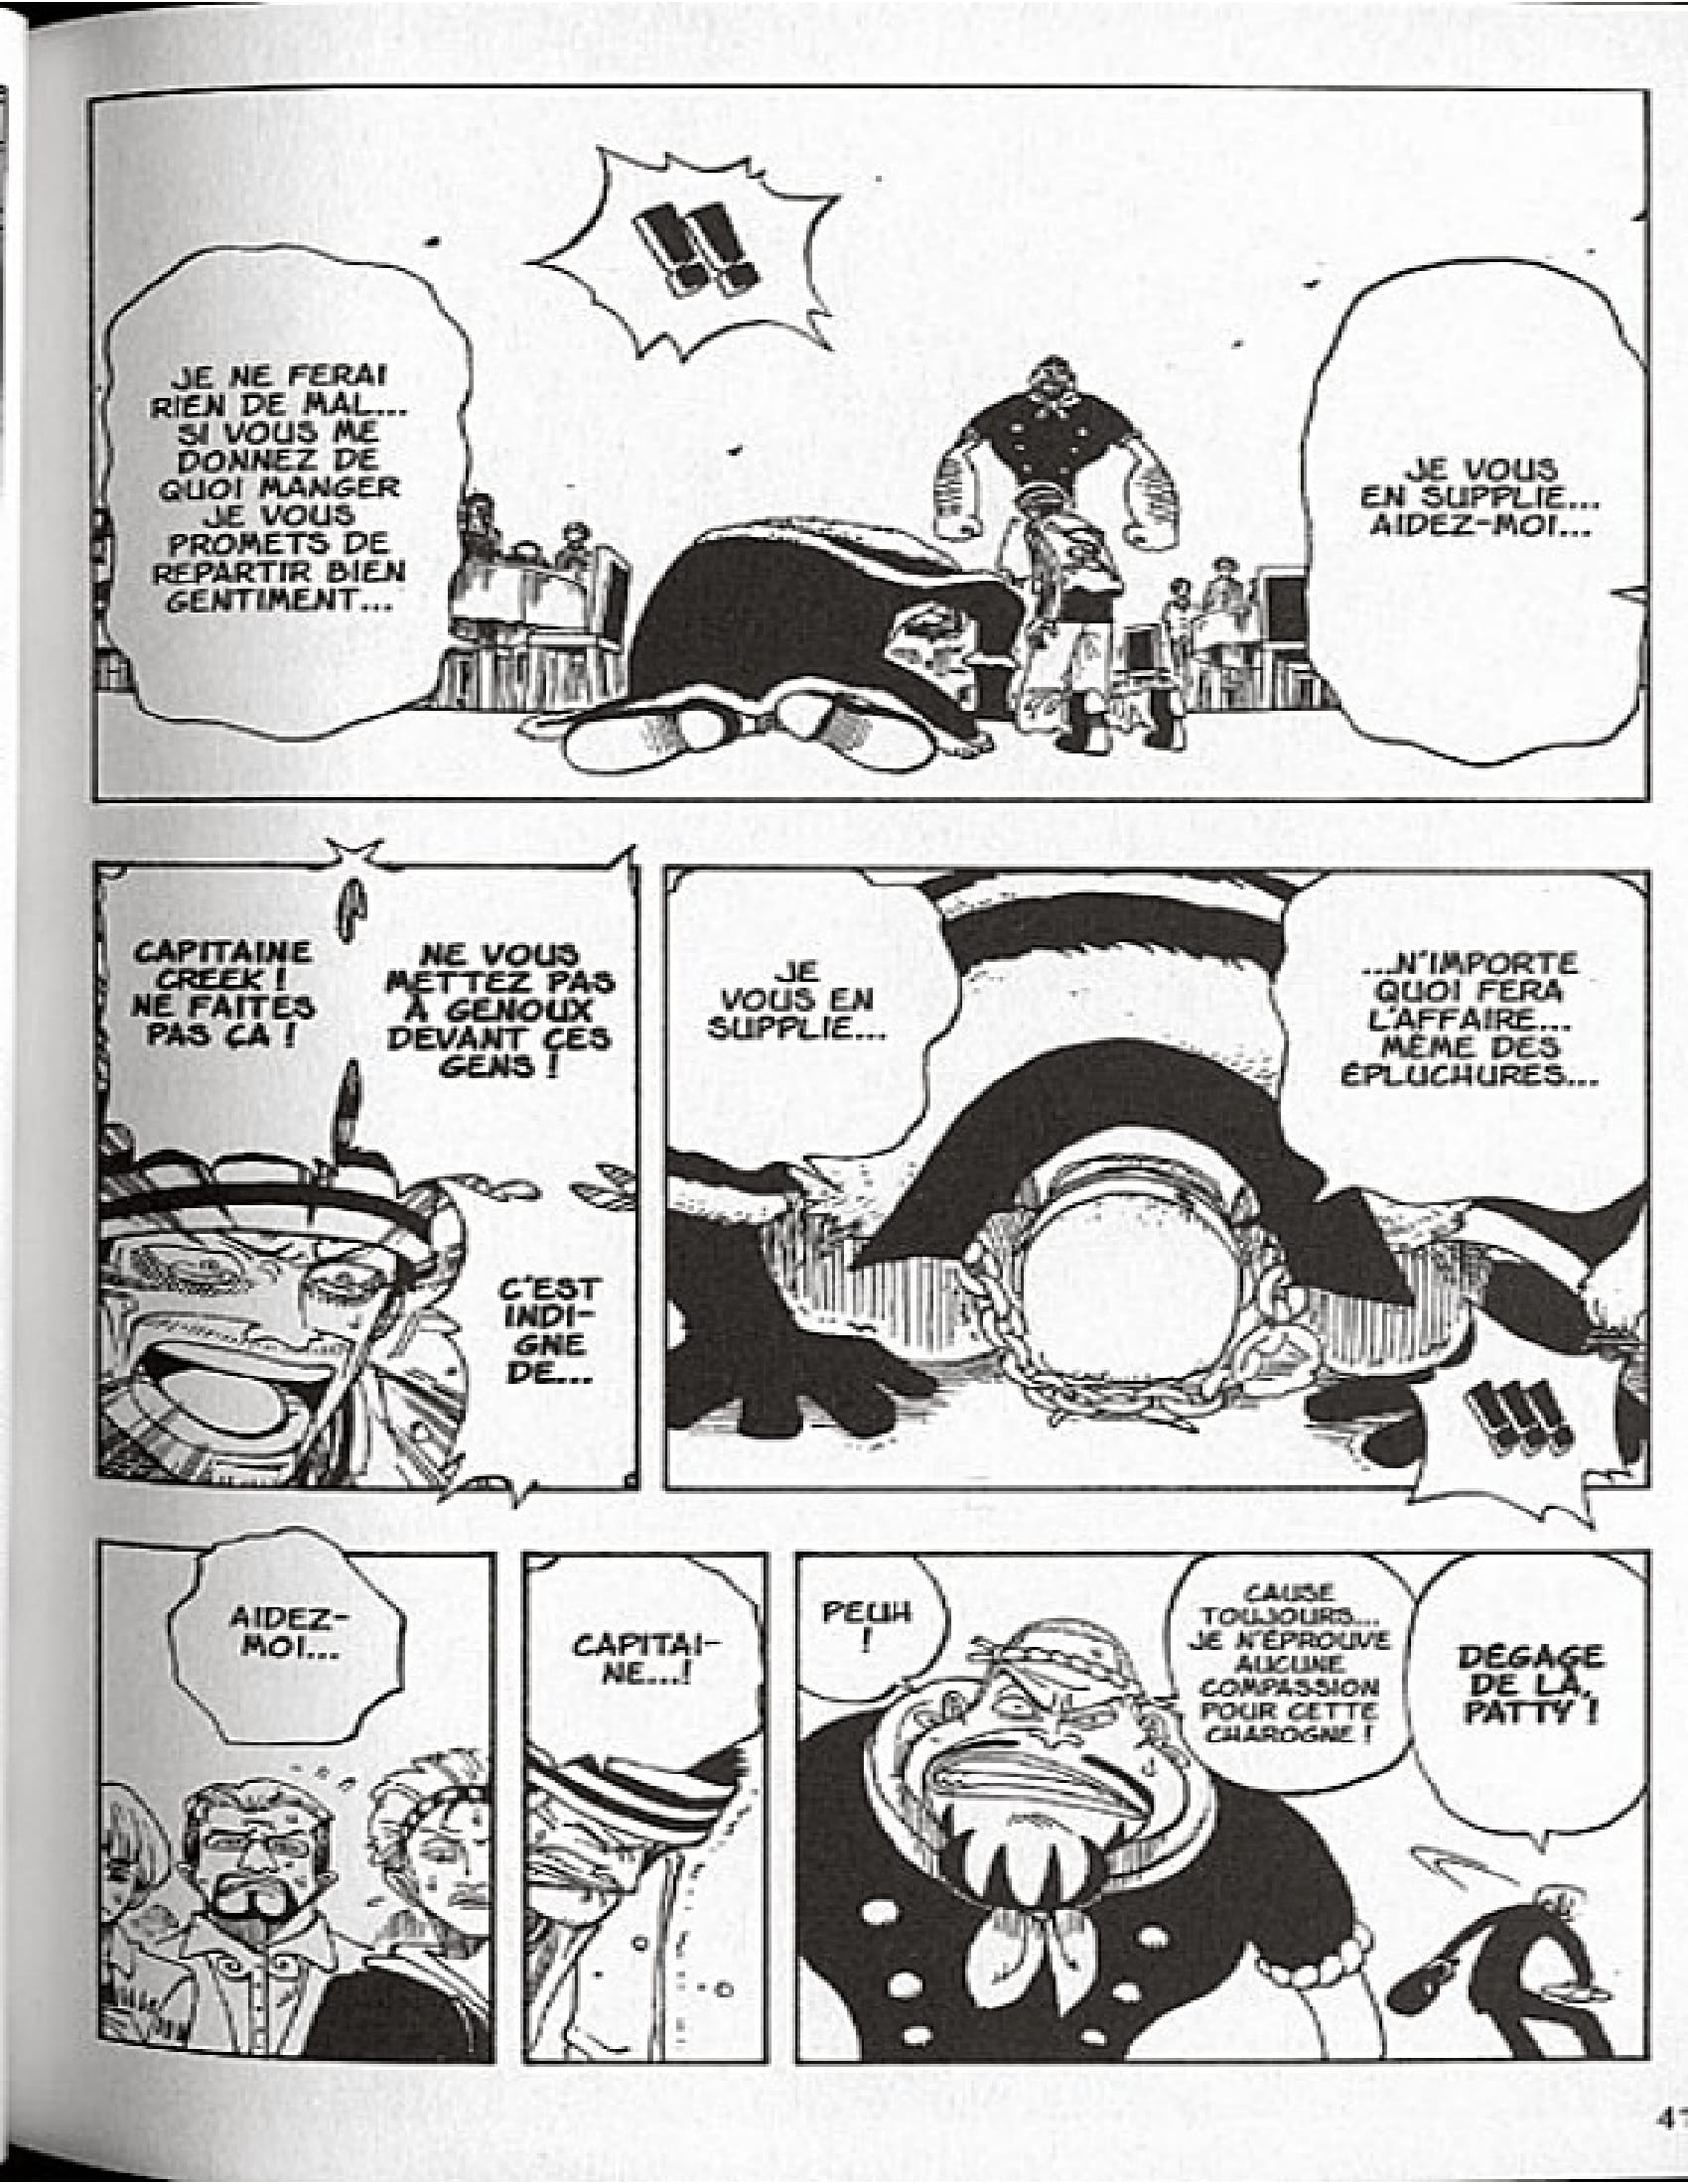 JE VOUS
EN SUPPLIE...
AIDEZ-MOI...
!!
JE NE FERAI
RIEN DE MAL...
SI VOUS ME
DONNEZ DE
QUOI MANGER
JE VOUS
PROMETS DE
REPARTIR BIEN
GENTIMENT...
...N'IMPORTE
QUOI FERA
L'AFFAIRE...
MÊME DES
ÉPLUCHURES...
JE
VOUS EN
SUPPLIE...
!!!
NE VOUS
METTEZ PAS
À GENOUX
DEVANT CES
GENS !
CAPITAINE
CREEK !
NE FAITES
PAS ÇA !
C'EST
INDI-
GNE
DE...
DÉGAGE
DE LÀ,
PATTY !
CAUSE
TOUJOURS...
JE N'ÉPROUVE
AUCUNE
COMPASSION
POUR CETTE
CHAROGNE !
PEUH
!
CAPITAI-
NE...!
AIDEZ-
MOI...